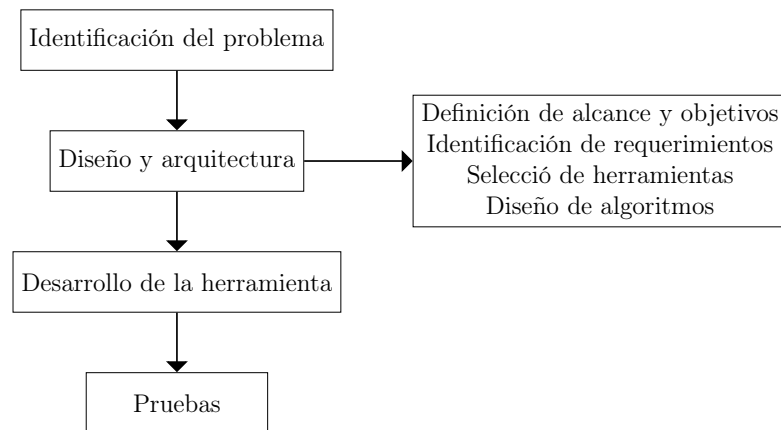 Identificación del problema
Diseño y arquitectura
Definición de alcance y objetivos
Identificación de requerimientos
Selecció de herramientas
Diseño de algoritmos
Desarrollo de la herramienta
Pruebas